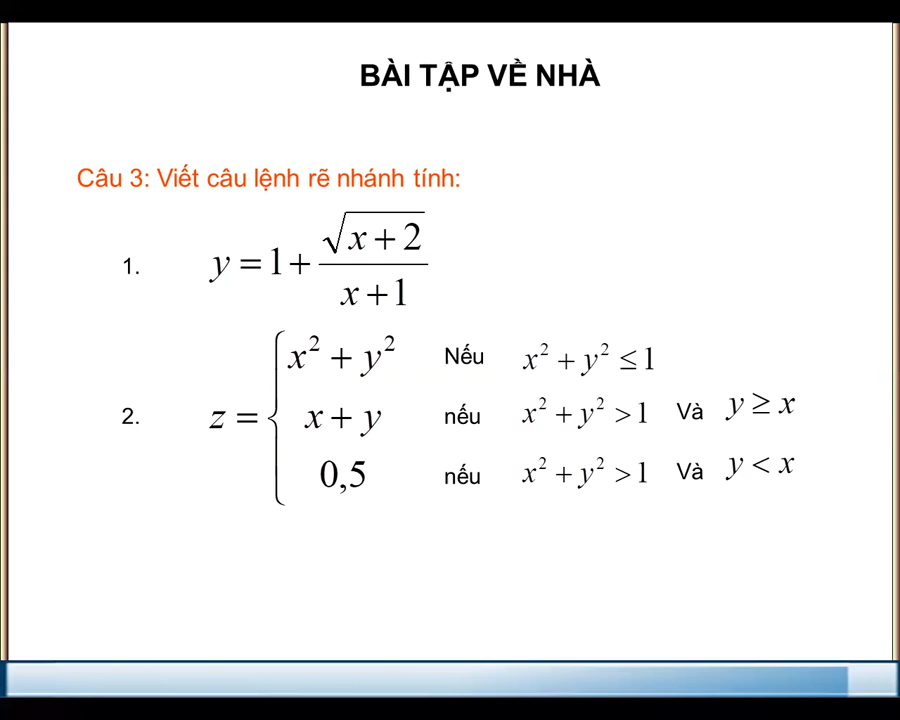 BÀI TẬP VỀ NHÀ
Câu 3: Viết câu lệnh rẽ nhánh tính:
1. y = 1 + √(x + 2) / (x + 1)
2. z = { x² + y² Nếu x² + y² ≤ 1
x + y nếu x² + y² > 1 Và y ≥ x
0,5 nếu x² + y² > 1 Và y < x